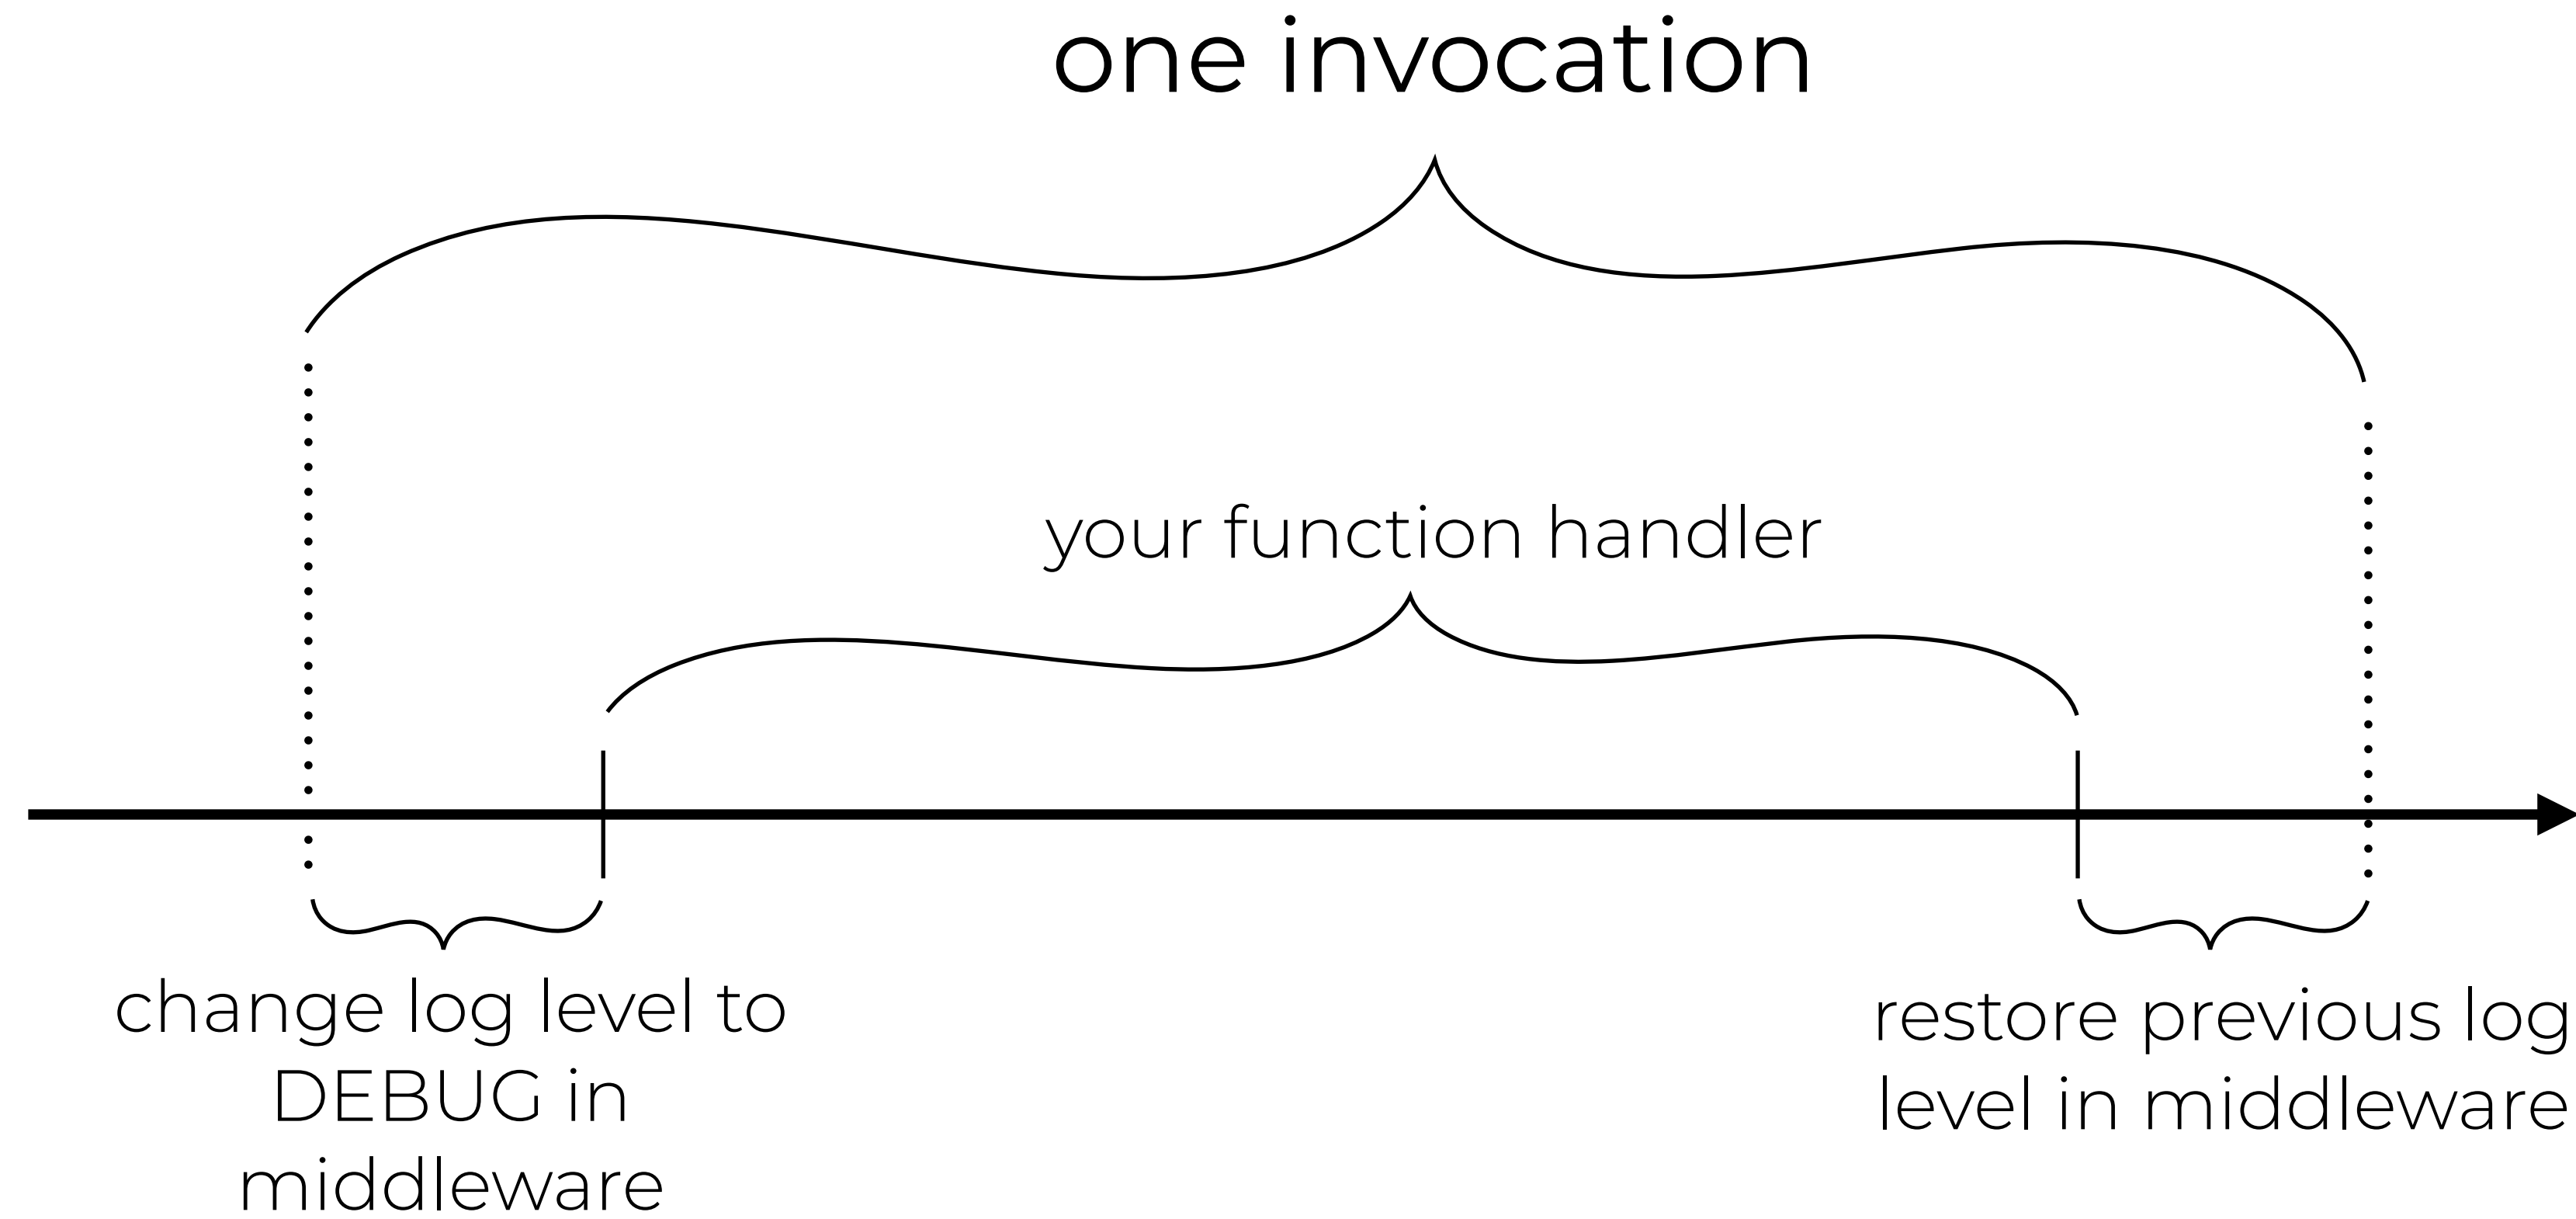 one invocation
your function handler
change log level to
DEBUG in
middleware
restore previous log
level in middleware